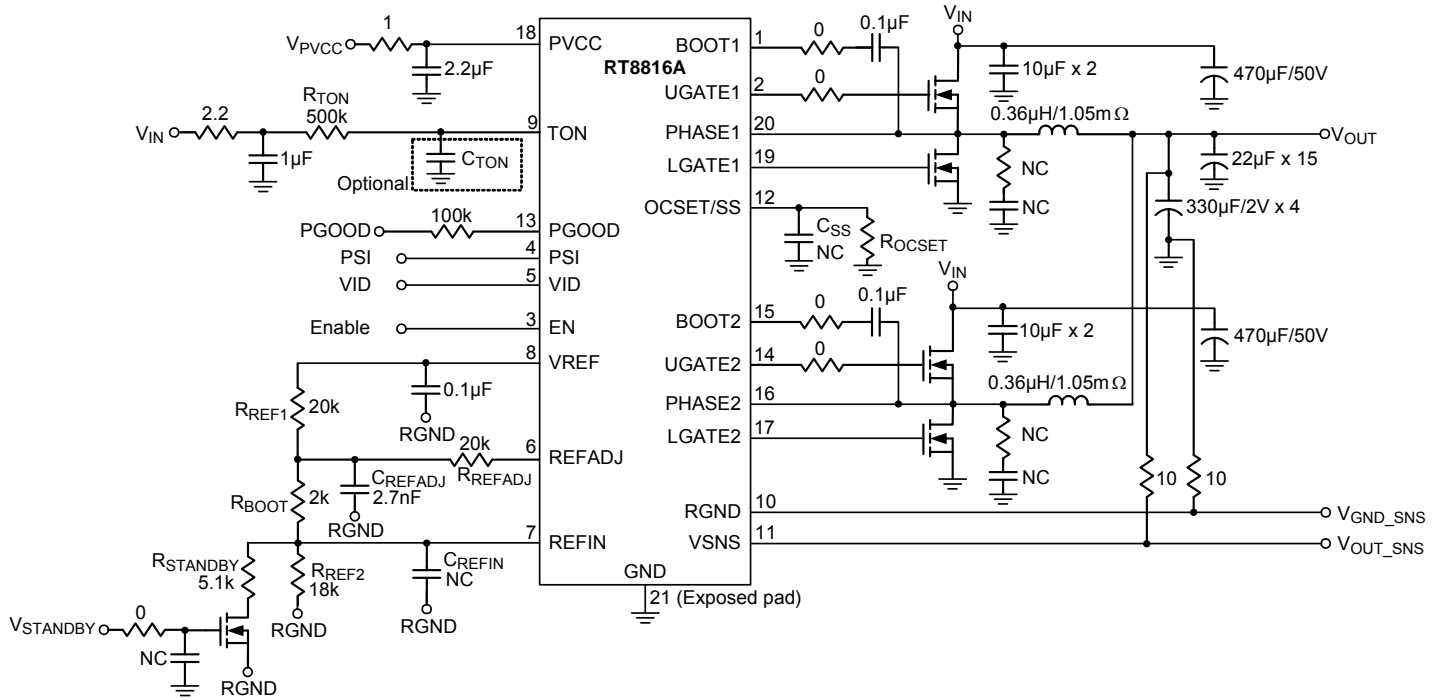 VPVCC
1
18
PVCC
2.2µF
RT8816A
BOOT1
1
0
0.1µF
VIN
10µF x 2
470µF/50V
UGATE1
2
0
VIN
2.2
RTON
500k
9
TON
1µF
CTON
Optional
PHASE1
20
0.36µH/1.05mΩ
VOUT
22µF x 15
LGATE1
19
NC
NC
330µF/2V x 4
OCSET/SS
12
CSS
NC
ROCSET
PGOOD
100k
13
PGOOD
PSI
4
PSI
VID
5
VID
Enable
3
EN
BOOT2
15
0
0.1µF
VIN
10µF x 2
470µF/50V
UGATE2
14
0
8
VREF
0.1µF
RGND
RREF1
20k
PHASE2
16
0.36µH/1.05mΩ
LGATE2
17
NC
NC
6
REFADJ
20k
RREFADJ
CREFADJ
2.7nF
RGND
RBOOT
2k
10
10
RGND
10
VGND_SNS
7
REFIN
VSNS
11
VOUT_SNS
RSTANDBY
5.1k
RREF2
18k
RGND
CREFIN
NC
RGND
GND
21 (Exposed pad)
VSTANDBY
0
NC
RGND